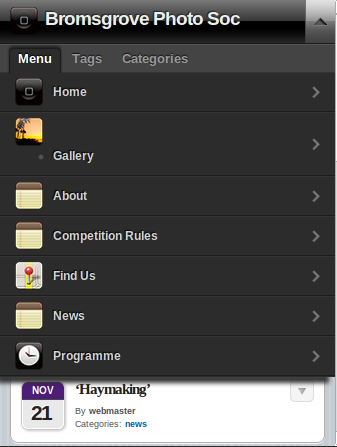 Bromsgrove Photo Soc
Menu Tags Categories
Home
Gallery
About
Competition Rules
Find Us
News
Programme
NOV
21
‘Haymaking’
By webmaster
Categories: news